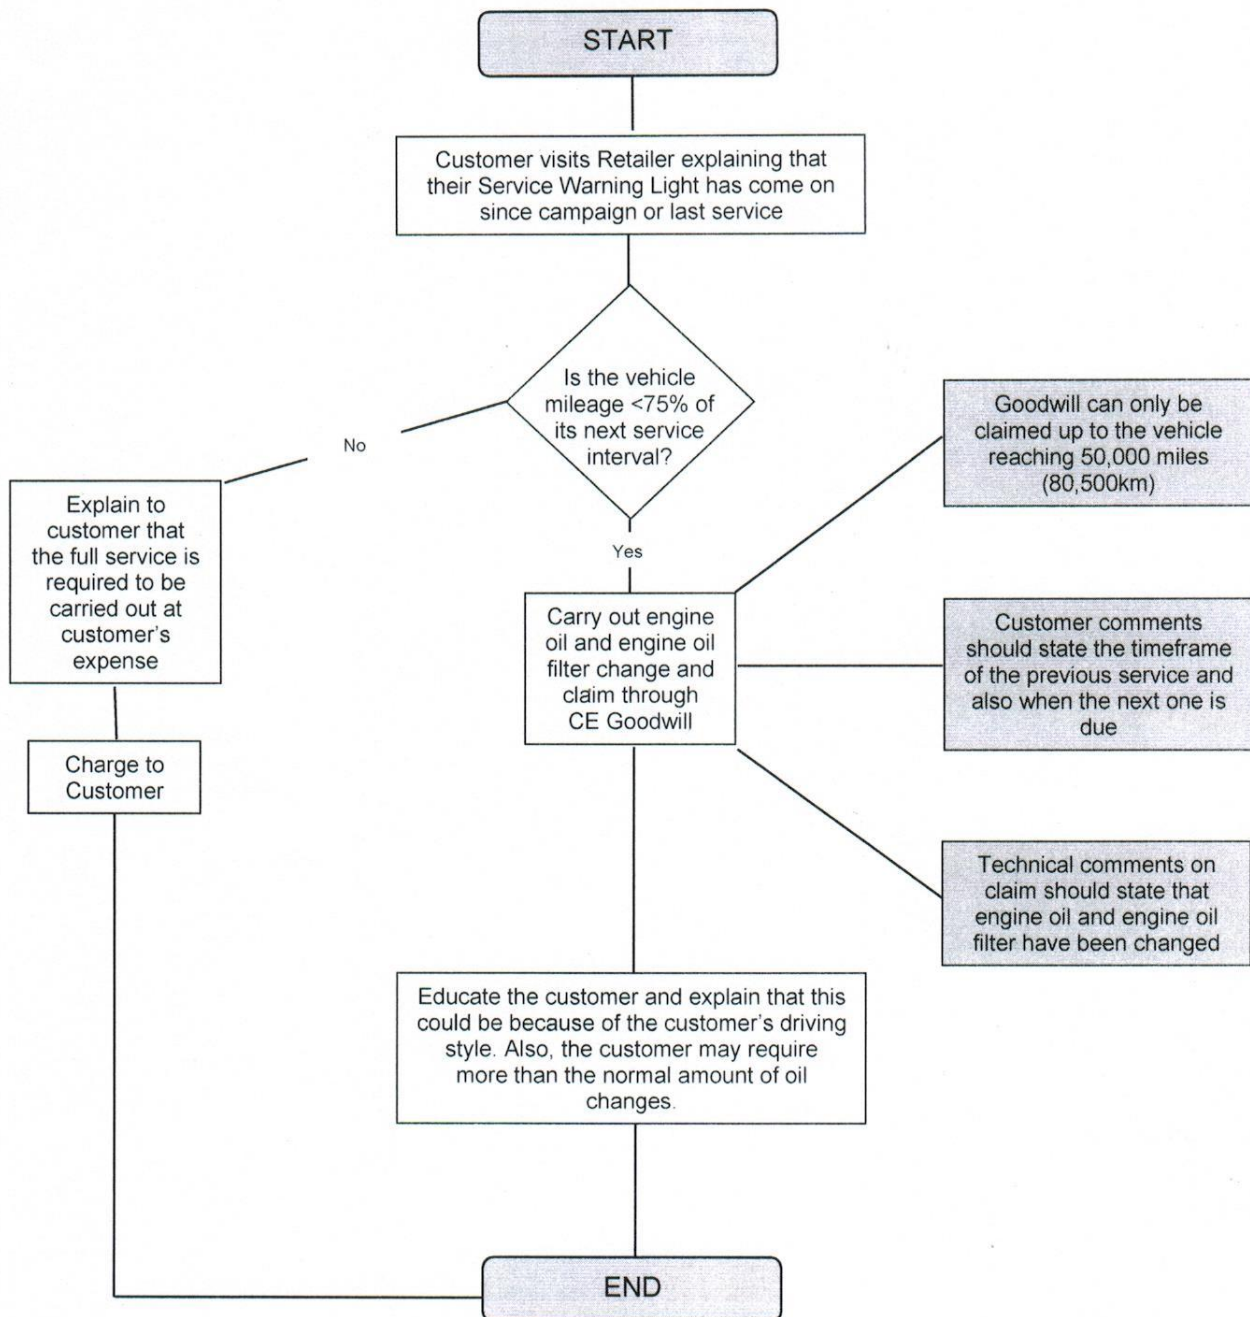 START
Customer visits Retailer explaining that
their Service Warning Light has come on
since campaign or last service
Is the vehicle
mileage <75% of
its next service
interval?
No
Yes
Explain to
customer that
the full service is
required to be
carried out at
customer's
expense
Charge to
Customer
Carry out engine
oil and engine oil
filter change and
claim through
CE Goodwill
Goodwill can only be
claimed up to the vehicle
reaching 50,000 miles
(80,500km)
Customer comments
should state the timeframe
of the previous service and
also when the next one is
due
Technical comments on
claim should state that
engine oil and engine oil
filter have been changed
Educate the customer and explain that this
could be because of the customer's driving
style. Also, the customer may require
more than the normal amount of oil
changes.
END